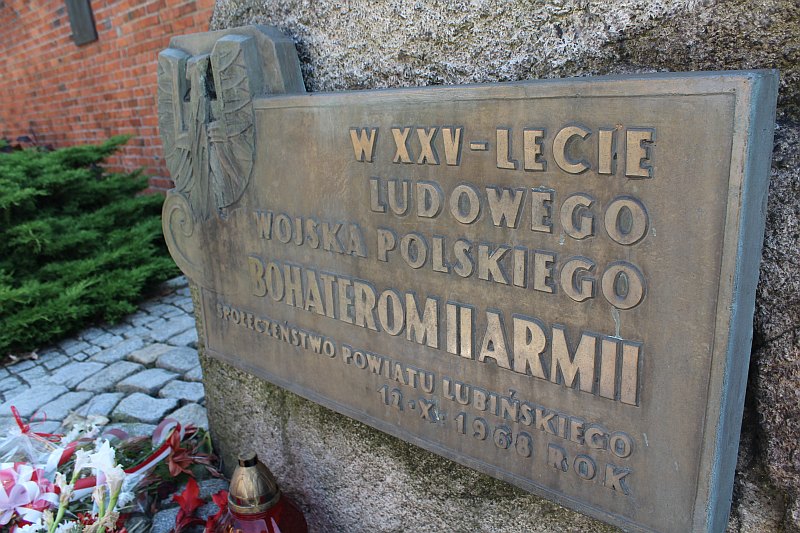 W XXV-LECIE
LUDOWEGO
WOJSKA POLSKIEGO
BOHATEROM II ARMII
SPOŁECZEŃSTWO POWIATU LUBIŃSKIEGO
12·X·1968 ROK